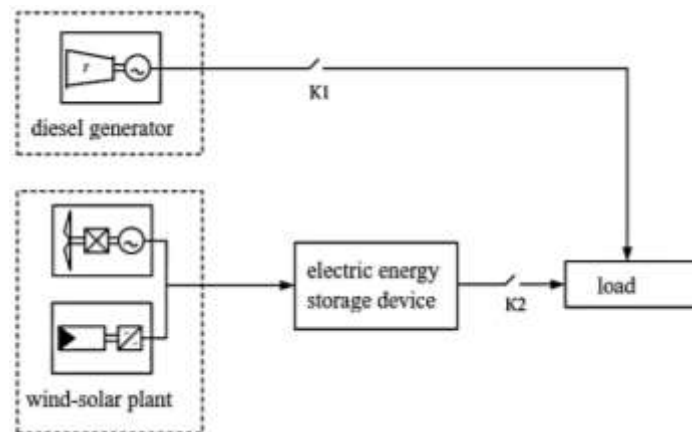 r
K1
diesel generator
electric energy
storage device
K2
load
wind-solar plant